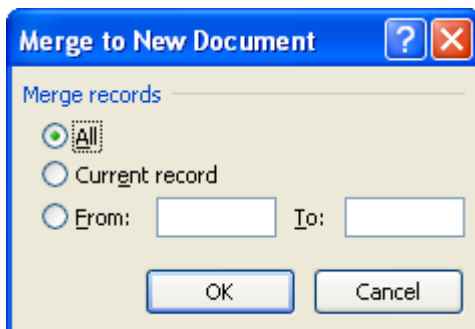 Merge to New Document
Merge records
All
Current record
From: To:
OK Cancel